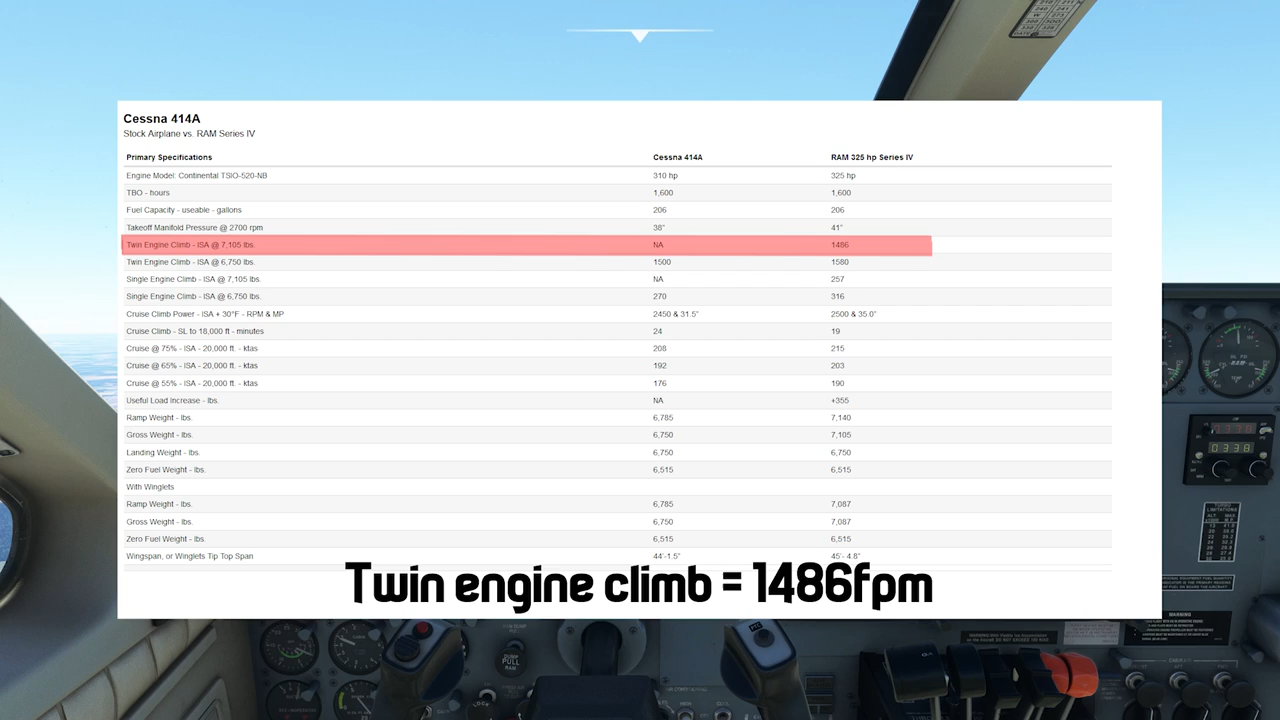 Cessna 414A
Stock Airplane vs. RAM Series IV
Primary Specifications Cessna 414A RAM 325 hp Series IV
Engine Model: Continental TSIO-520-NB 310 hp 325 hp
TBO - hours 1,600 1,600
Fuel Capacity - useable - gallons 206 206
Takeoff Manifold Pressure @ 2700 rpm 38" 41"
Twin Engine Climb - ISA @ 7,105 lbs. NA 1486
Twin Engine Climb - ISA @ 6,750 lbs. 1500 1580
Single Engine Climb - ISA @ 7,105 lbs. NA 257
Single Engine Climb - ISA @ 6,750 lbs. 270 316
Cruise Climb Power - ISA + 30°F - RPM & MP 2450 & 31.5" 2500 & 35.0"
Cruise Climb - SL to 18,000 ft - minutes 24 19
Cruise @ 75% - ISA - 20,000 ft. - ktas 208 215
Cruise @ 65% - ISA - 20,000 ft. - ktas 192 203
Cruise @ 55% - ISA - 20,000 ft. - ktas 176 190
Useful Load Increase - lbs. NA +355
Ramp Weight - lbs. 6,785 7,140
Gross Weight - lbs. 6,750 7,105
Landing Weight - lbs. 6,750 6,750
Zero Fuel Weight - lbs. 6,515 6,515
With Winglets
Ramp Weight - lbs. 6,785 7,087
Gross Weight - lbs. 6,750 7,087
Zero Fuel Weight - lbs. 6,515 6,515
Wingspan, or Winglets Tip Top Span 44'-1.5" 45'- 4.8"
Twin engine climb = 1486fpm
TURBO
LIMITATIONS
WARNINGS
DUMP
PULL
RAM
LOCK